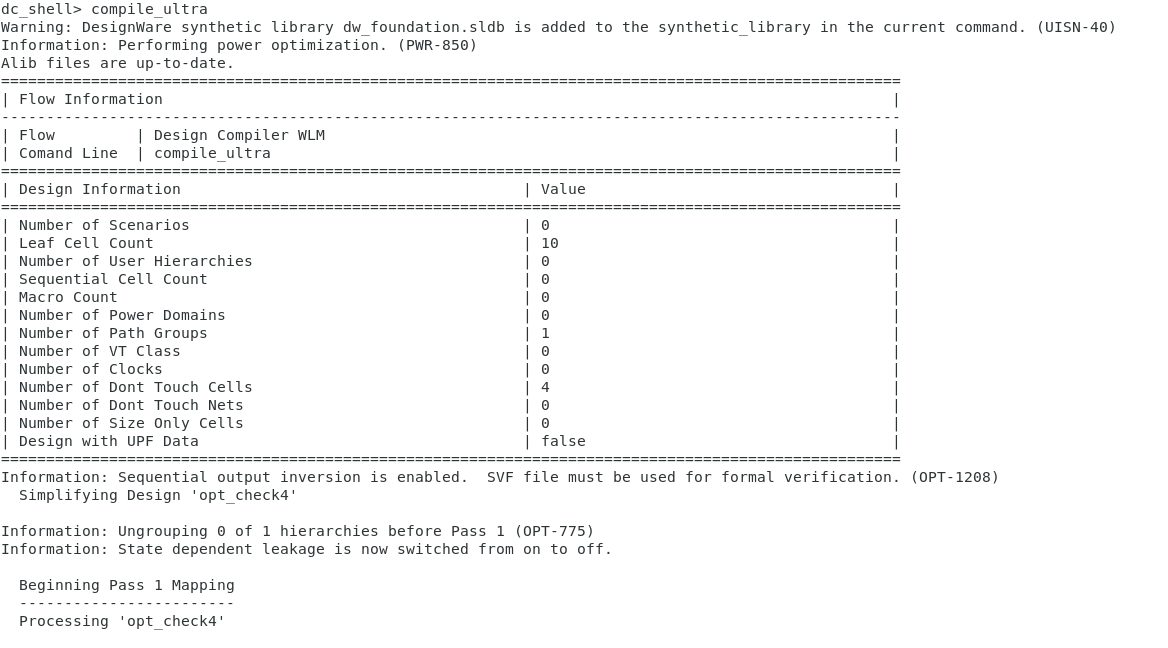 dc_shell> compile_ultra
Warning: DesignWare synthetic library dw_foundation.sldb is added to the synthetic_library in the current command. (UISN-40)
Information: Performing power optimization. (PWR-850)
Alib files are up-to-date.
====================================================================================================
| Flow Information                                                                                 |
----------------------------------------------------------------------------------------------------
| Flow         | Design Compiler WLM                                                               |
| Comand Line  | compile_ultra                                                                     |
====================================================================================================
| Design Information                                      | Value                                  |
====================================================================================================
| Number of Scenarios                                     | 0                                      |
| Leaf Cell Count                                         | 10                                     |
| Number of User Hierarchies                              | 0                                      |
| Sequential Cell Count                                   | 0                                      |
| Macro Count                                             | 0                                      |
| Number of Power Domains                                 | 0                                      |
| Number of Path Groups                                   | 1                                      |
| Number of VT Class                                      | 0                                      |
| Number of Clocks                                        | 0                                      |
| Number of Dont Touch Cells                              | 4                                      |
| Number of Dont Touch Nets                               | 0                                      |
| Number of Size Only Cells                               | 0                                      |
| Design with UPF Data                                    | false                                  |
====================================================================================================
Information: Sequential output inversion is enabled.  SVF file must be used for formal verification. (OPT-1208)
  Simplifying Design 'opt_check4'
Information: Ungrouping 0 of 1 hierarchies before Pass 1 (OPT-775)
Information: State dependent leakage is now switched from on to off.
  Beginning Pass 1 Mapping
  ------------------------
  Processing 'opt_check4'